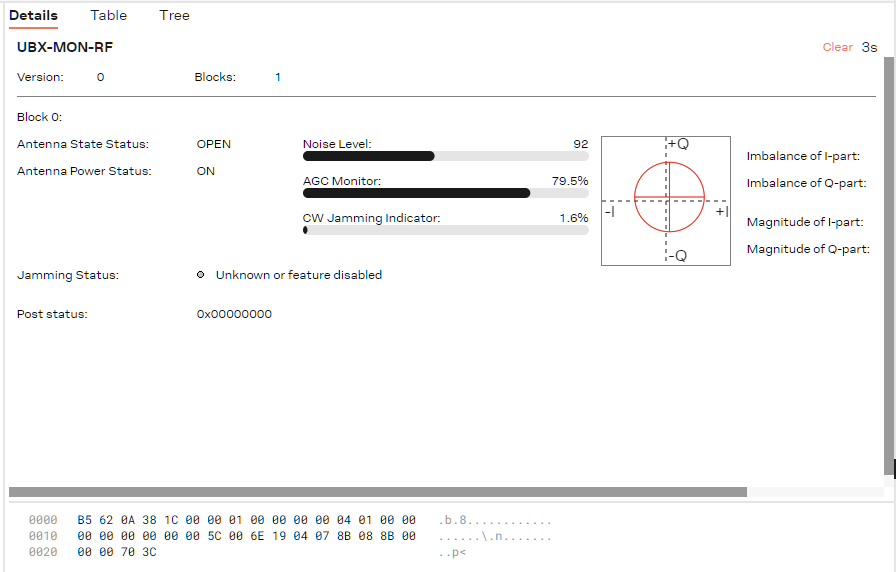 Details Table Tree
UBX-MON-RF Clear 3s
Version: 0 Blocks: 1
Block 0:
Antenna State Status: OPEN Noise Level: 92
Antenna Power Status: ON
AGC Monitor: 79.5%
CW Jamming Indicator: 1.6%
+Q
-I +I
-Q
Imbalance of I-part:
Imbalance of Q-part:
Magnitude of I-part:
Magnitude of Q-part:
Jamming Status: Unknown or feature disabled
Post status: 0x00000000
0000 B5 62 0A 38 1C 00 00 01 00 00 00 00 04 01 00 00 .b.8............
0010 00 00 00 00 00 00 5C 00 6E 19 04 07 8B 08 8B 00 ......\.n.......
0020 00 00 70 3C ..p<